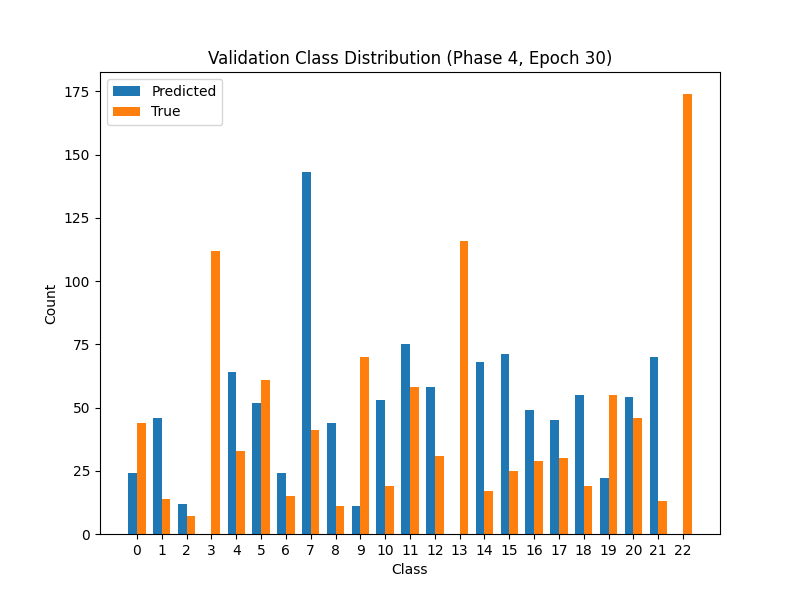 Validation Class Distribution (Phase 4, Epoch 30)
Predicted
True
Count
175
150
125
100
75
50
25
0
0 1 2 3 4 5 6 7 8 9 10 11 12 13 14 15 16 17 18 19 20 21 22
Class